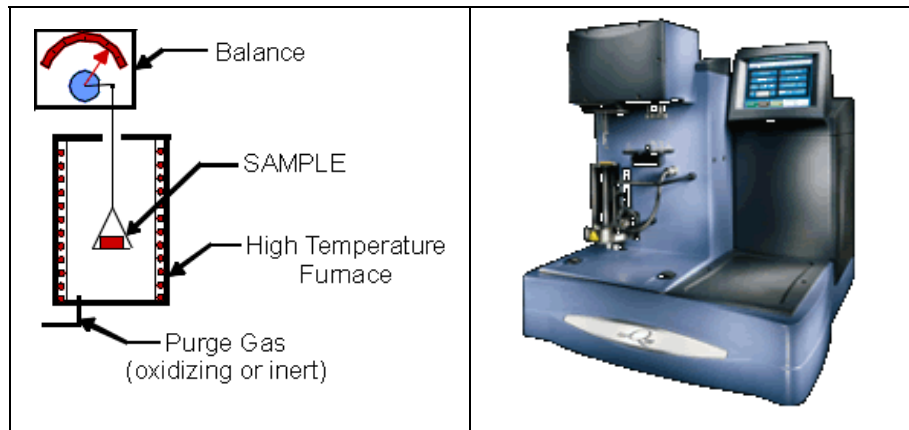 Balance
SAMPLE
High Temperature
Furnace
Purge Gas
(oxidizing or inert)